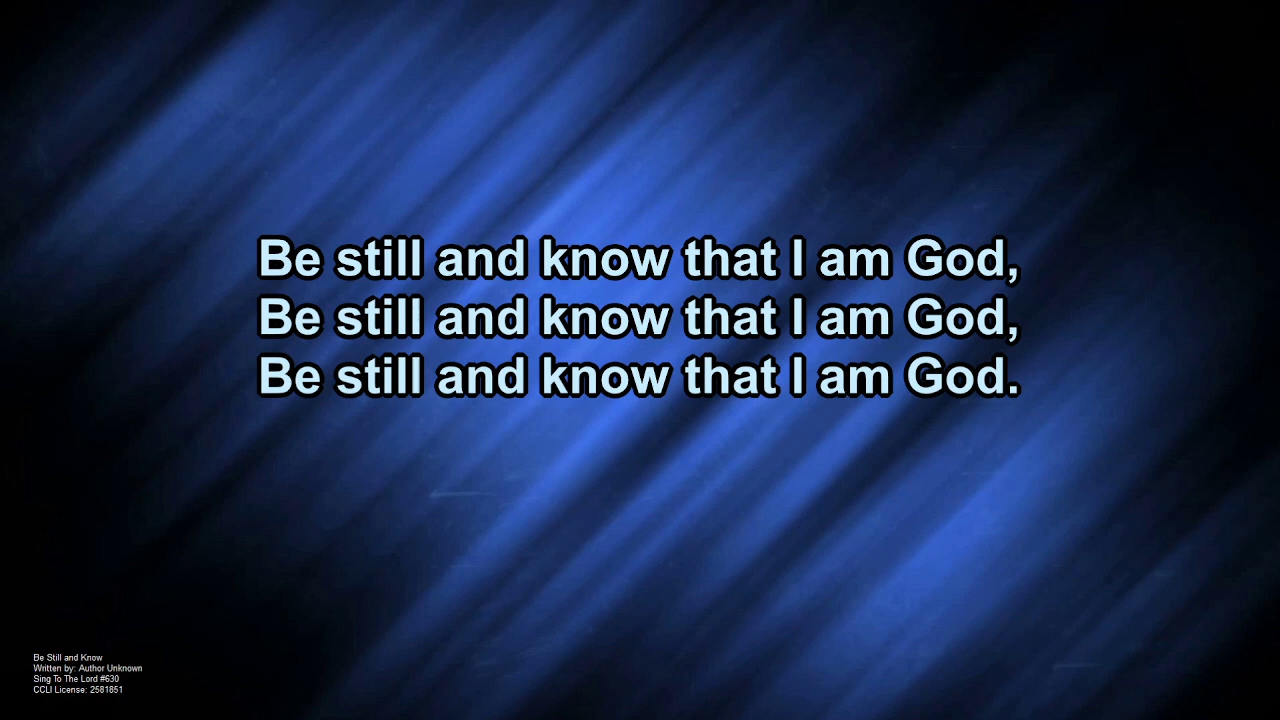 Be still and know that I am God,
Be still and know that I am God,
Be still and know that I am God.
Be Still and Know
Written by: Author Unknown
Sing To The Lord #630
CCLI License: 2581851